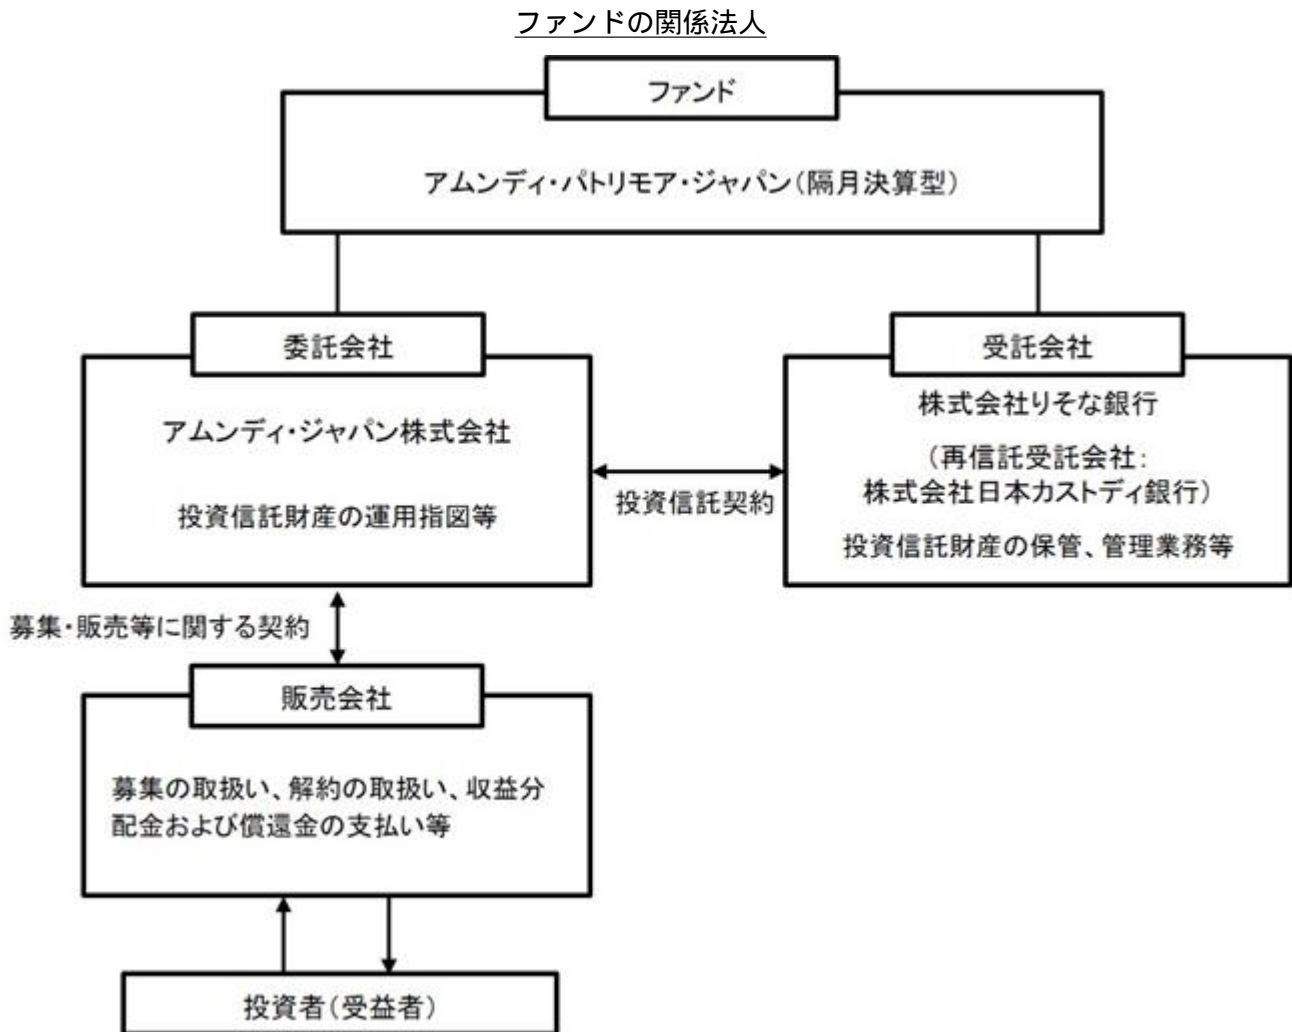 ファンドの関係法人
ファンド
アムンディ・パトリモア・ジャパン(隔月決算型)
委託会社
アムンディ・ジャパン株式会社
投資信託財産の運用指図等
投資信託契約
受託会社
株式会社りそな銀行
(再信託受託会社:
株式会社日本カストディ銀行)
投資信託財産の保管、管理業務等
募集・販売等に関する契約
販売会社
募集の取扱い、解約の取扱い、収益分
配金および償還金の支払い等
投資者(受益者)